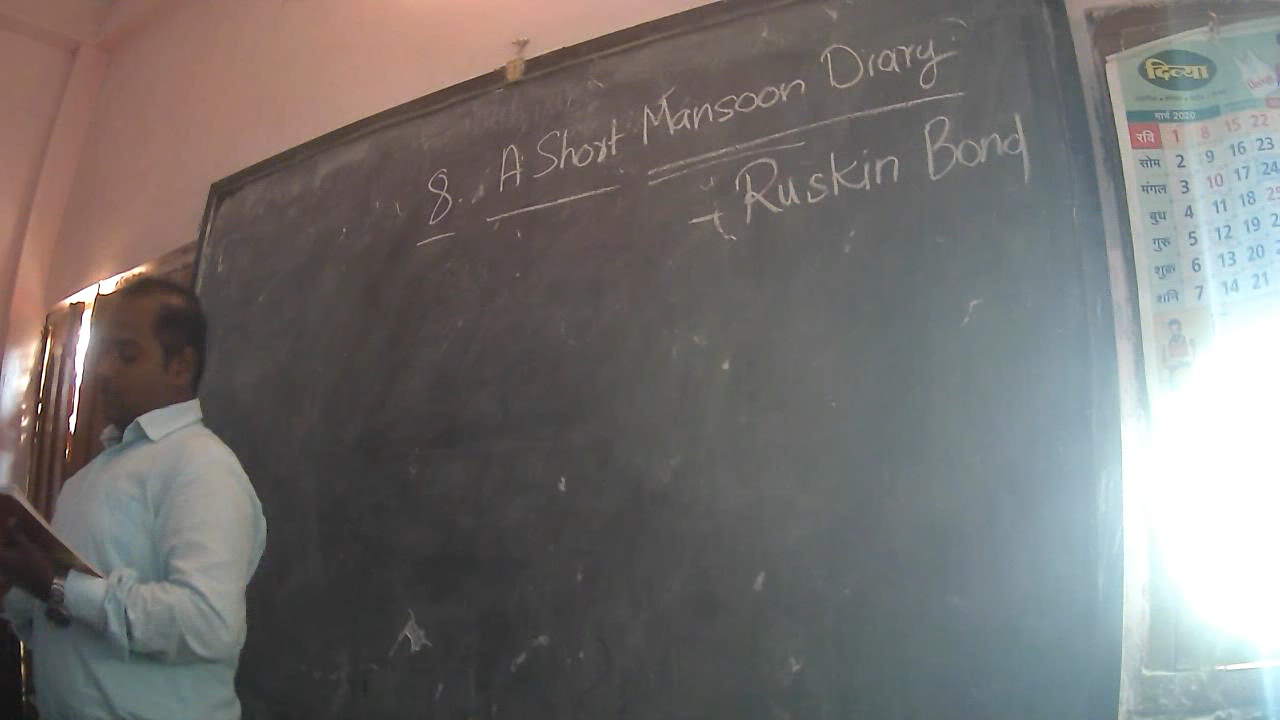 8. A Short Mansoon Diary
Ruskin Bond
दिव्या
मार्च 2020
रवि 1 8 15 22
सोम 2 9 16 23
मंगल 3 10 17 24
बुध 4 11 18
गुरु 5 12 19
शुक्र 6 13 20
शनि 7 14 21